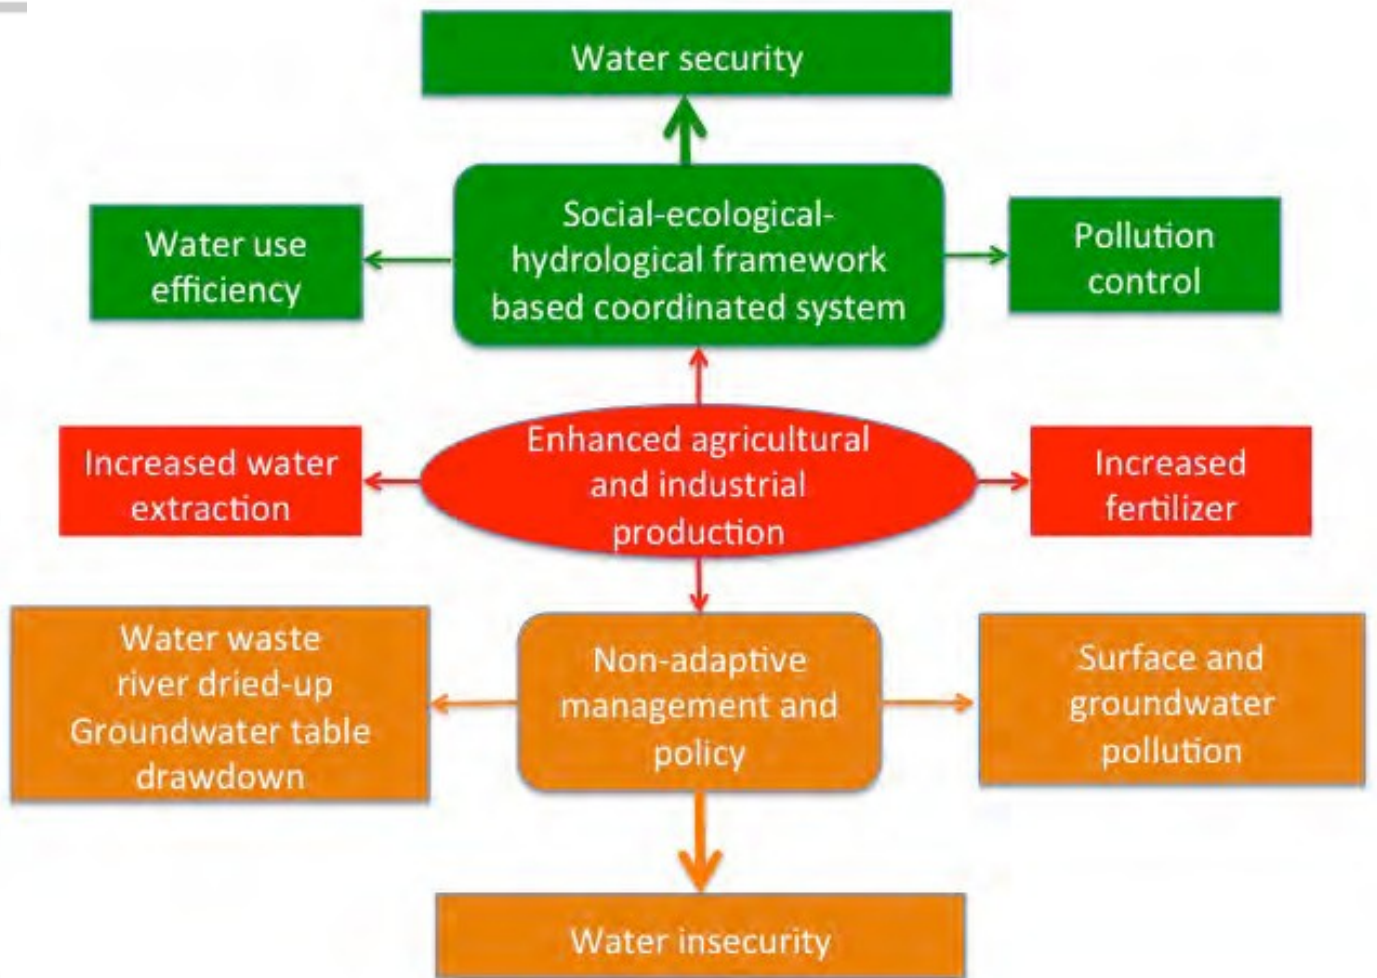 Water security
Water use
efficiency
Social-ecological-
hydrological framework
based coordinated system
Pollution
control
Increased water
extraction
Enhanced agricultural
and industrial
production
Increased
fertilizer
Water waste
river dried-up
Groundwater table
drawdown
Non-adaptive
management and
policy
Surface and
groundwater
pollution
Water insecurity